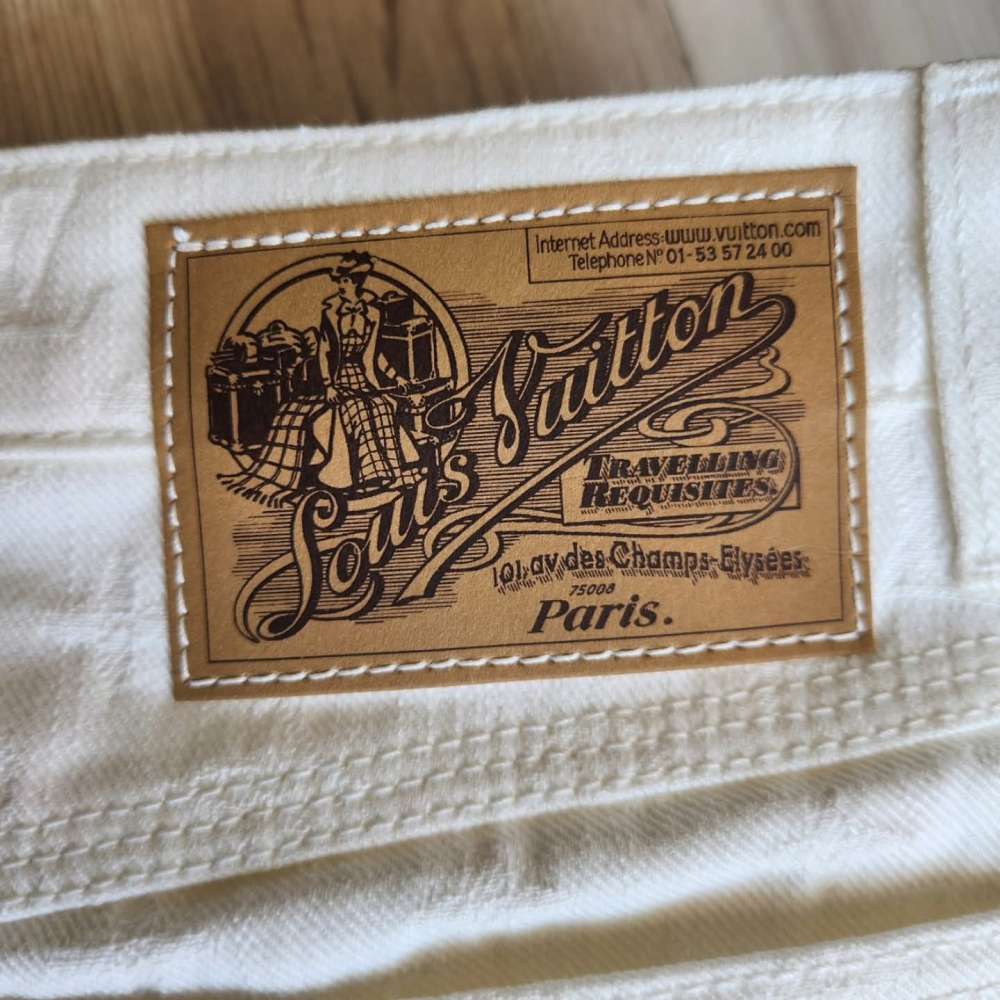 Internet Address:www.vuitton.com
Telephone Nº 01-53 57 24 00
Louis Vuitton
TRAVELLING
REQUISITES.
101, av. des Champs-Elysées
75008
Paris.